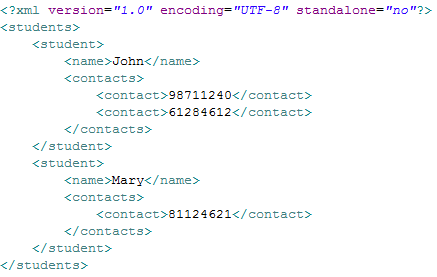 <?xml version="1.0" encoding="UTF-8" standalone="no"?>
<students>
    <student>
        <name>John</name>
        <contacts>
            <contact>98711240</contact>
            <contact>61284612</contact>
        </contacts>
    </student>
    <student>
        <name>Mary</name>
        <contacts>
            <contact>81124621</contact>
        </contacts>
    </student>
</students>